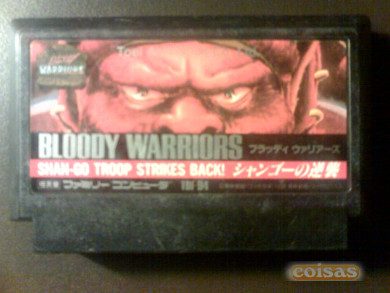 WARRIORS
BLOODY WARRIORS ブラッディ ウァリアーズ
SHAN-GO TROOP STRIKES BACK! シャンゴーの逆襲
ファミリー コンピュータ
coisas